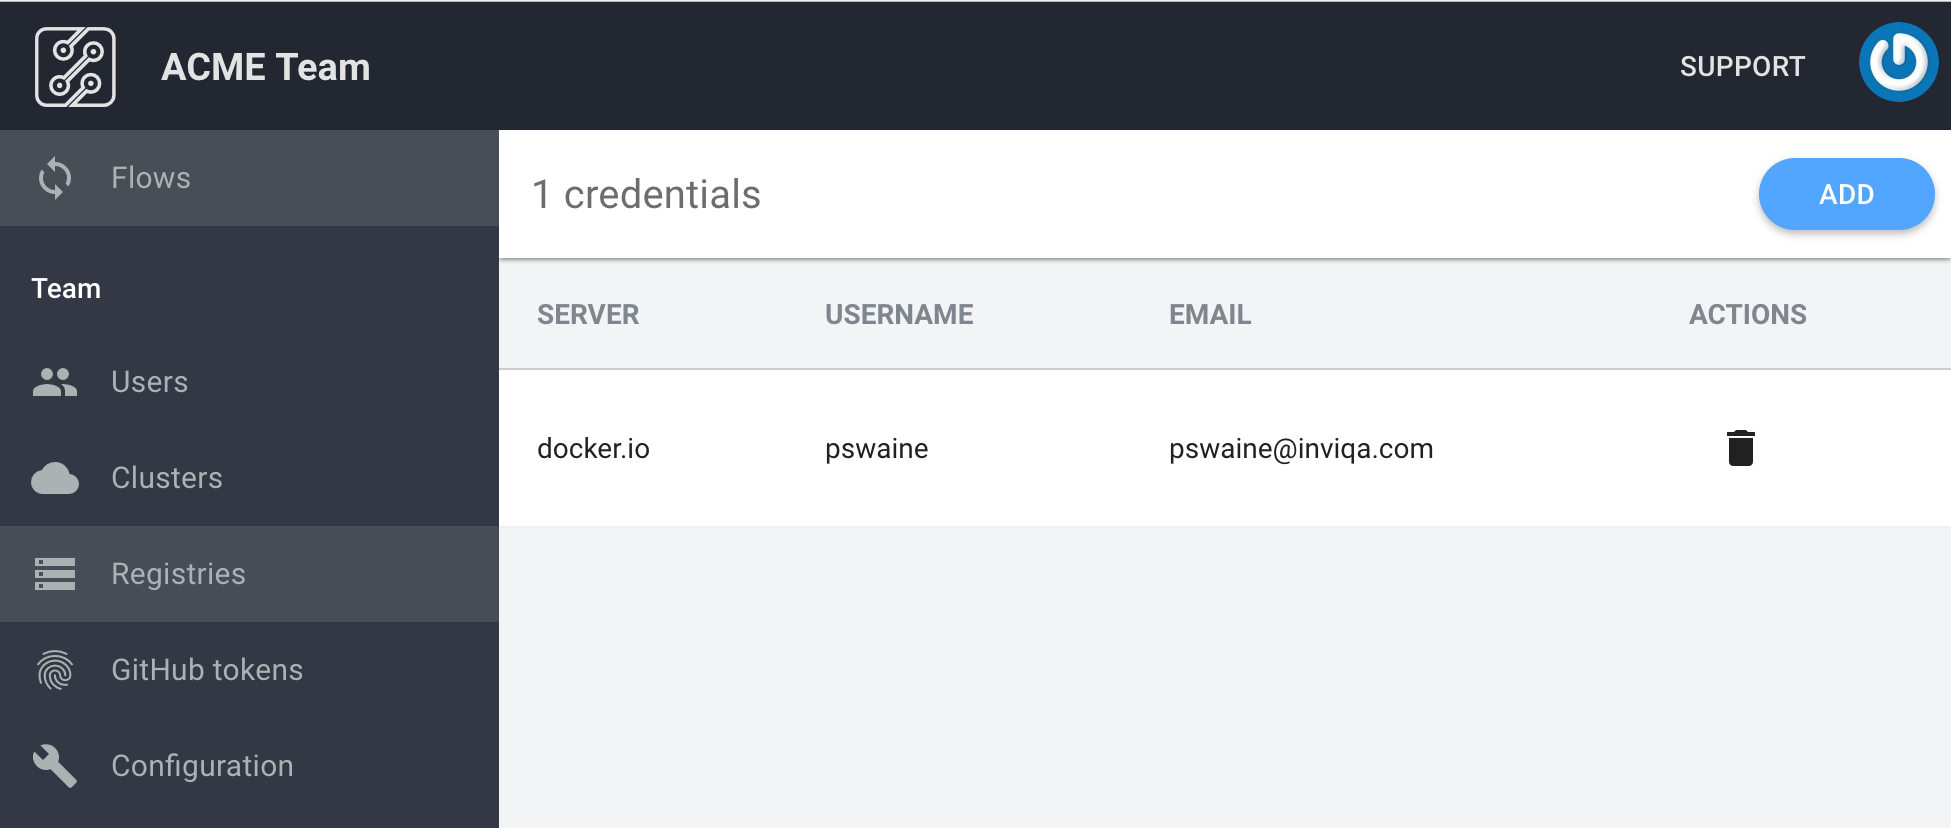 ACME Team
SUPPORT
Flows
Team
Users
Clusters
Registries
GitHub tokens
Configuration
1 credentials
ADD
SERVER USERNAME EMAIL ACTIONS
docker.io pswaine pswaine@inviqa.com